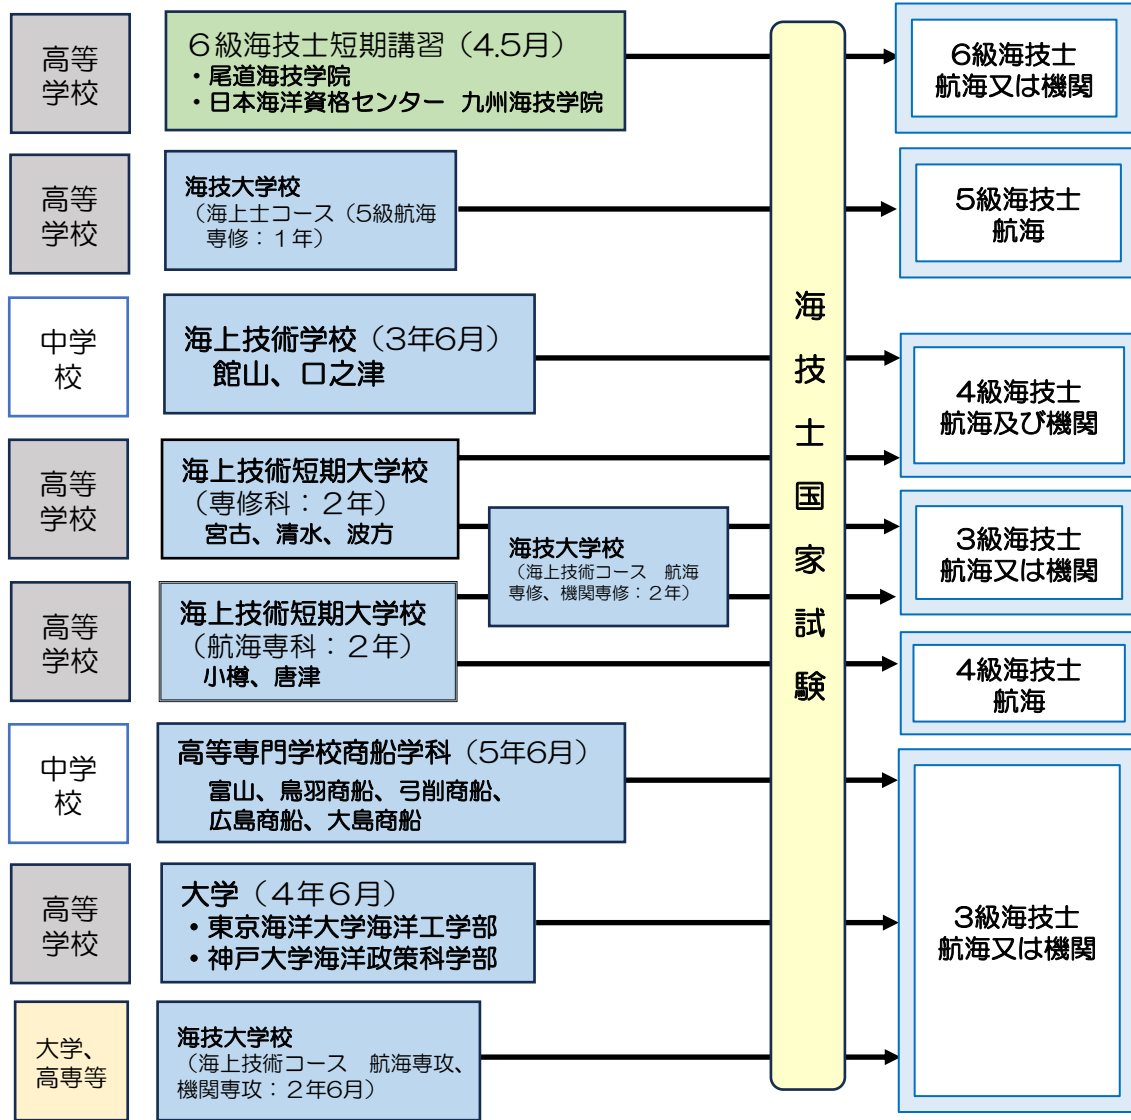 高等
学校
６級海技士短期講習（4.5月）
・尾道海技学院
・日本海洋資格センター 九州海技学院
6級海技士
航海又は機関
高等
学校
海技大学校
（海上士コース（5級航海
専修：１年）
5級海技士
航海
中学
校
海上技術学校（3年6月）
館山、口之津
4級海技士
航海及び機関
高等
学校
海上技術短期大学校
（専修科：２年）
宮古、清水、波方
海技大学校
（海上技術コース　航海
専修、機関専修：２年）
3級海技士
航海又は機関
高等
学校
海上技術短期大学校
（航海専科：２年）
小樽、唐津
4級海技士
航海
中学
校
高等専門学校商船学科（5年6月）
富山、鳥羽商船、弓削商船、
広島商船、大島商船
高等
学校
大学（４年６月）
・東京海洋大学海洋工学部
・神戸大学海洋政策科学部
3級海技士
航海又は機関
大学、
高専等
海技大学校
（海上技術コース　航海専攻、
機関専攻：２年6月）
海技士国家試験